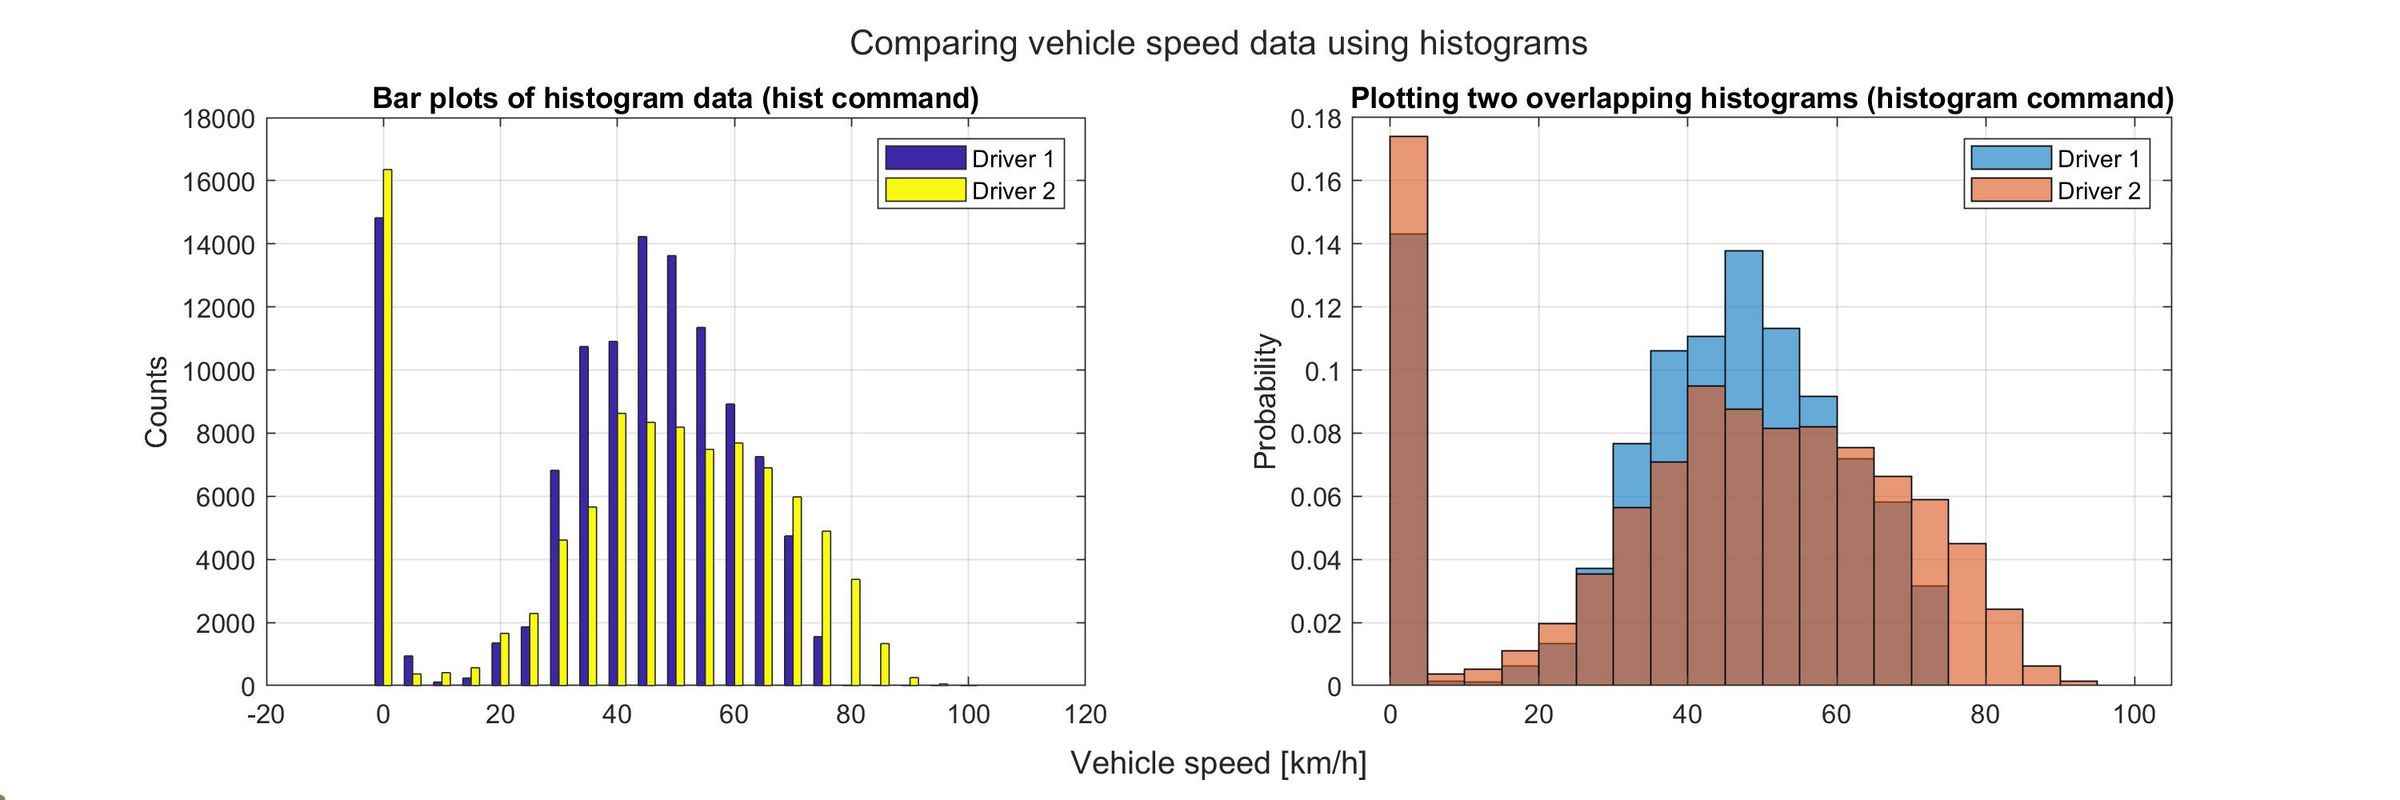 Comparing vehicle speed data using histograms
Bar plots of histogram data (hist command)
18000
16000
14000
12000
10000
8000
6000
4000
2000
0
Counts
-20 0 20 40 60 80 100 120
Driver 1
Driver 2
Plotting two overlapping histograms (histogram command)
0.18
0.16
0.14
0.12
0.1
0.08
0.06
0.04
0.02
0
Probability
0 20 40 60 80 100
Driver 1
Driver 2
Vehicle speed [km/h]